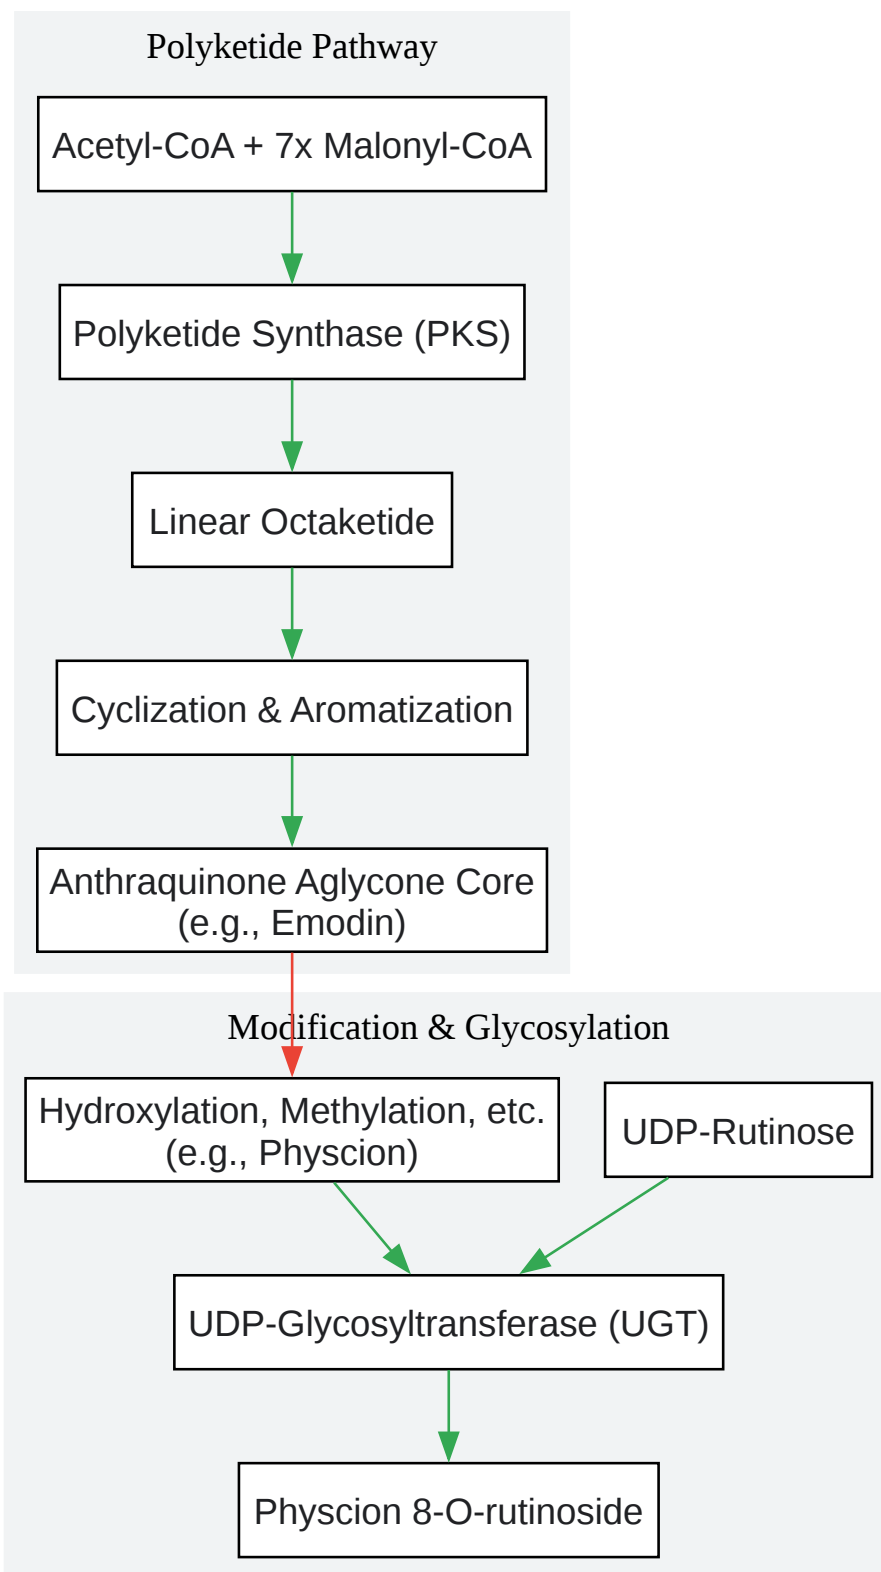 Polyketide Pathway
Acetyl-CoA + 7x Malonyl-CoA
Polyketide Synthase (PKS)
Linear Octaketide
Cyclization & Aromatization
Anthraquinone Aglycone Core
(e.g., Emodin)
Modification & Glycosylation
Hydroxylation, Methylation, etc.
(e.g., Physcion)
UDP-Rutinose
UDP-Glycosyltransferase (UGT)
Physcion 8-O-rutinoside